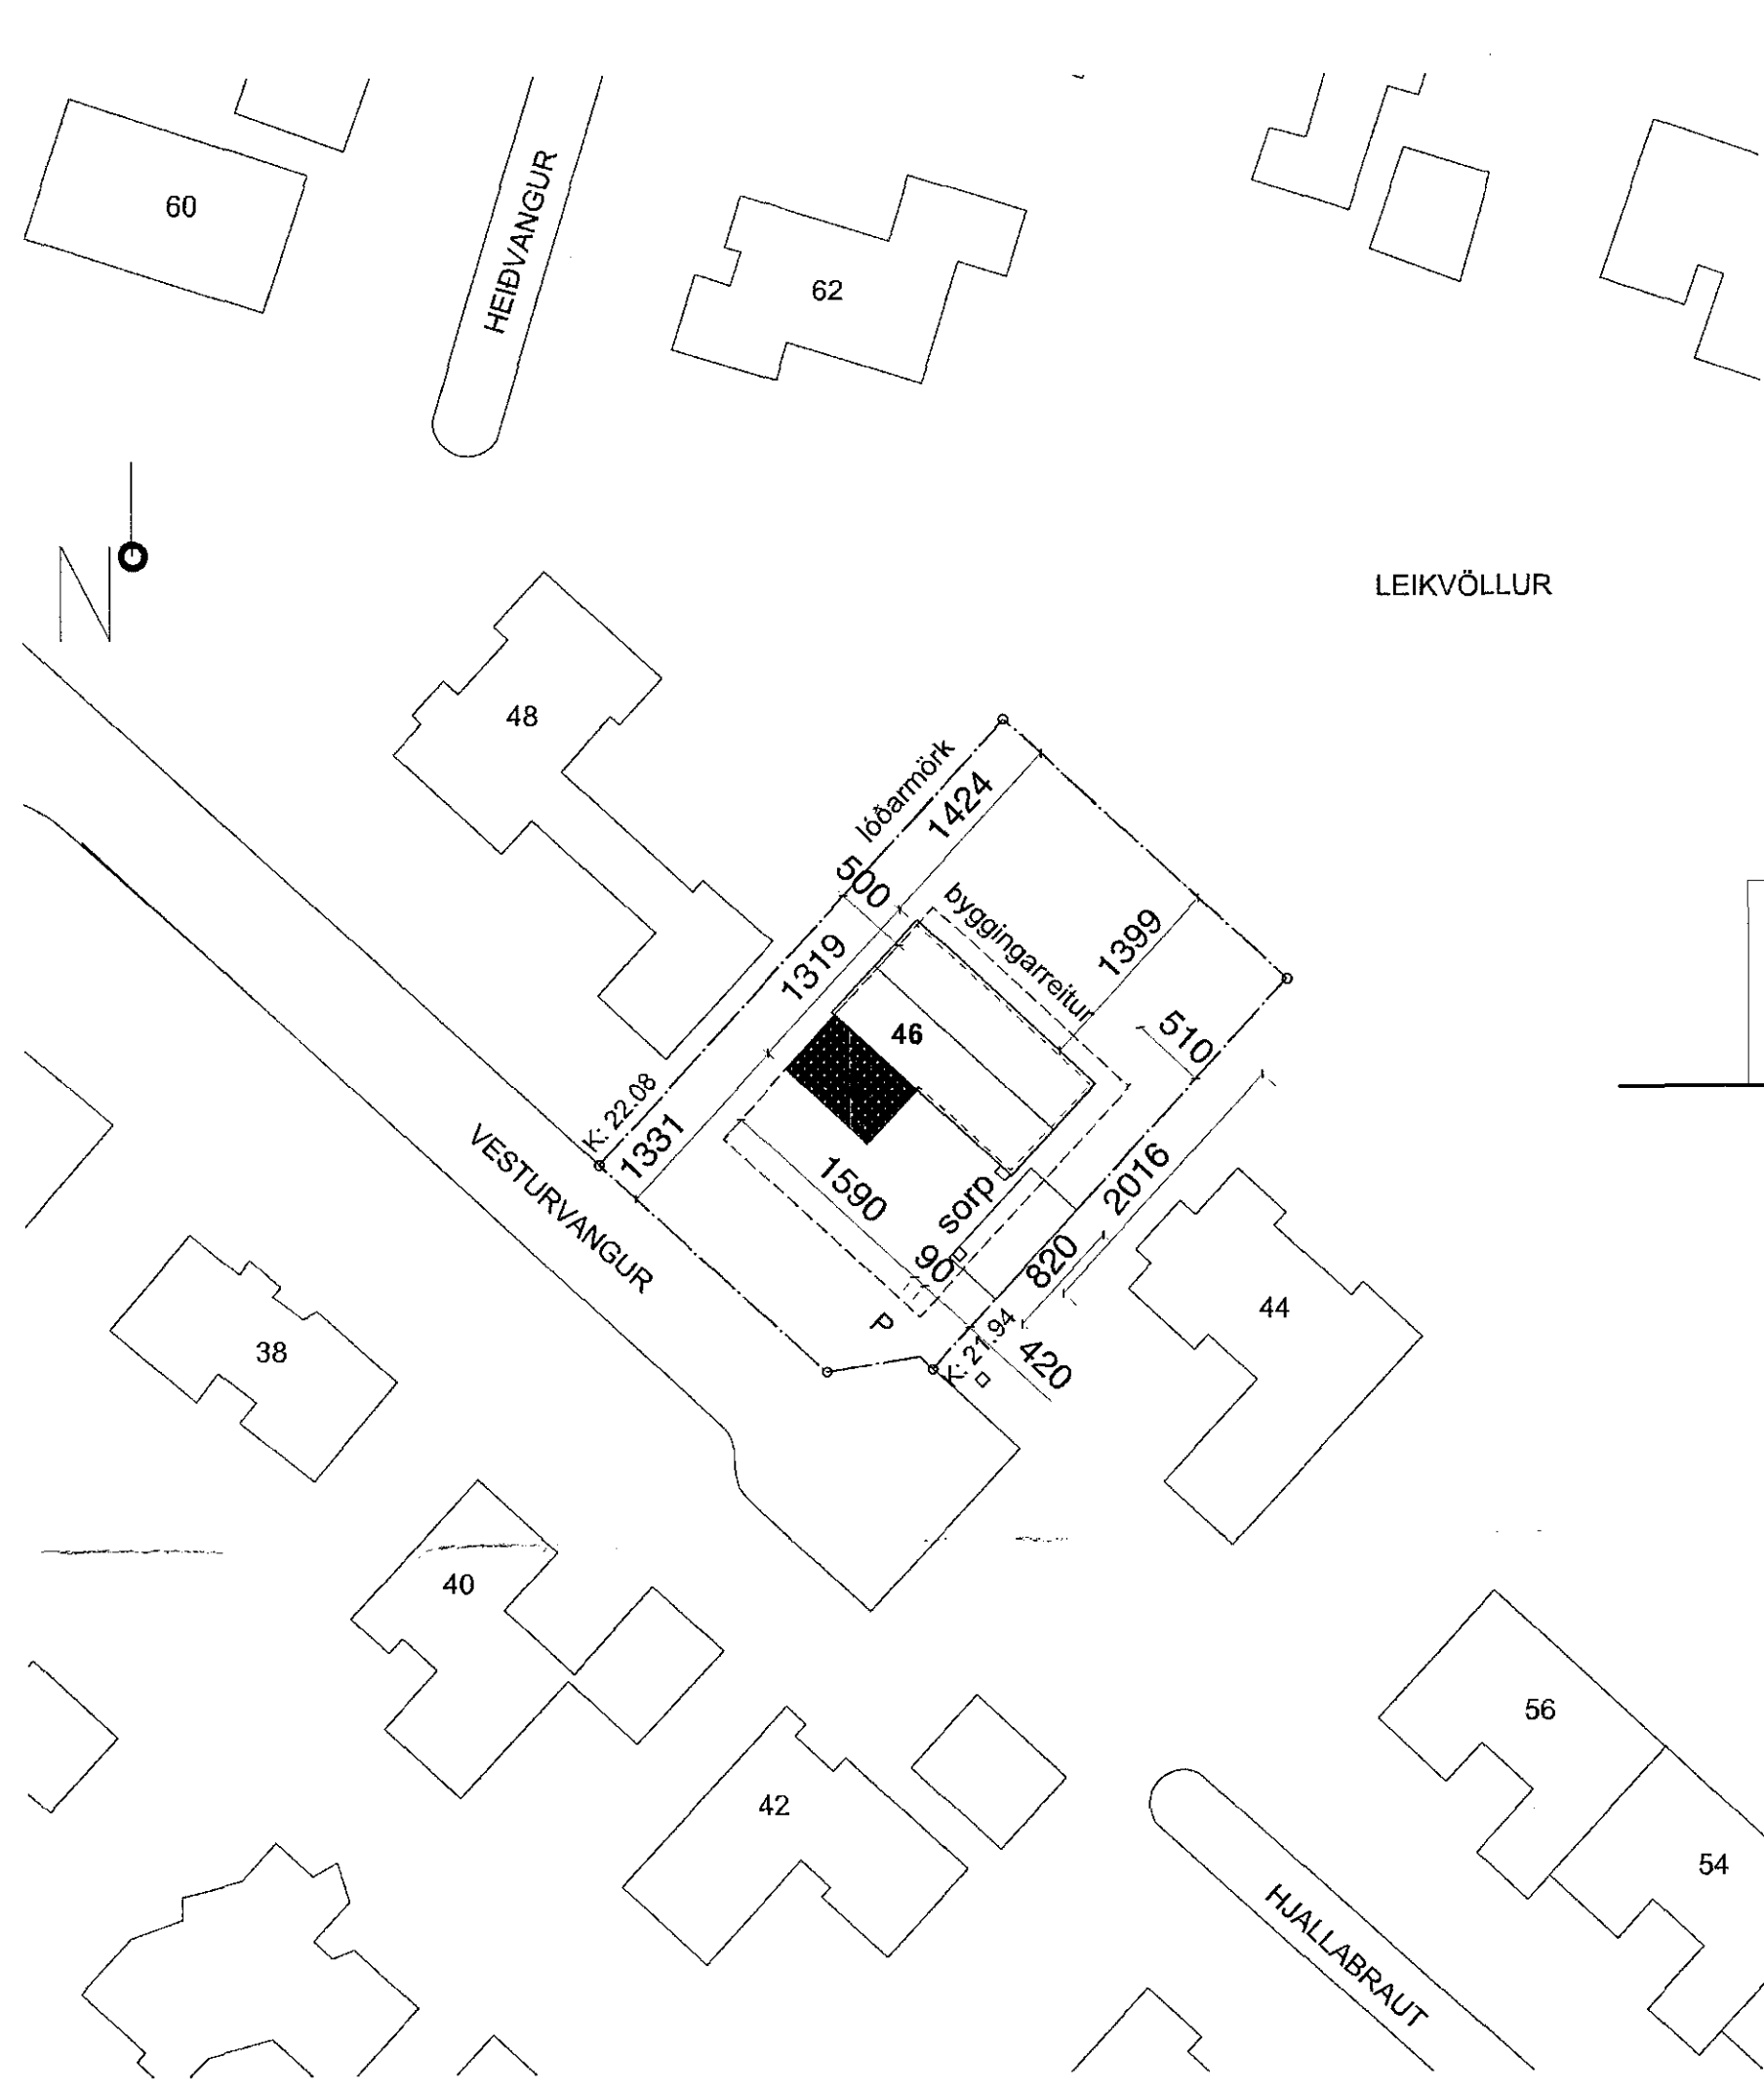 60
HEIÐVANGUR
62
N
LEIKVÖLLUR
48
lóðarmörk
1424
500
byggingarreitur
1399
1319
46
510
K: 22.08
1331
VESTURVANGUR
1590
sorp
2016
90
820
44
P
K: 21.94
420
38
40
56
42
54
HJALLABRAUT